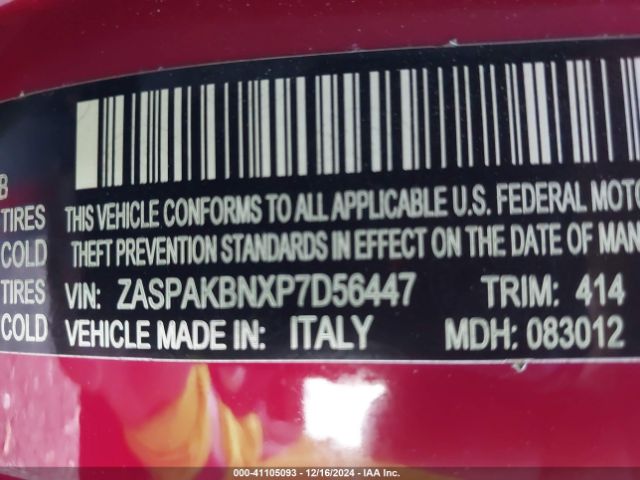 B
TIRES THIS VEHICLE CONFORMS TO ALL APPLICABLE U.S. FEDERAL MOTO
COLD THEFT PREVENTION STANDARDS IN EFFECT ON THE DATE OF MAN
TIRES VIN: ZASPAKBNXP7D56447 TRIM: 414
COLD VEHICLE MADE IN: ITALY MDH: 083012
000-41105093 - 12/16/2024 - IAA Inc.